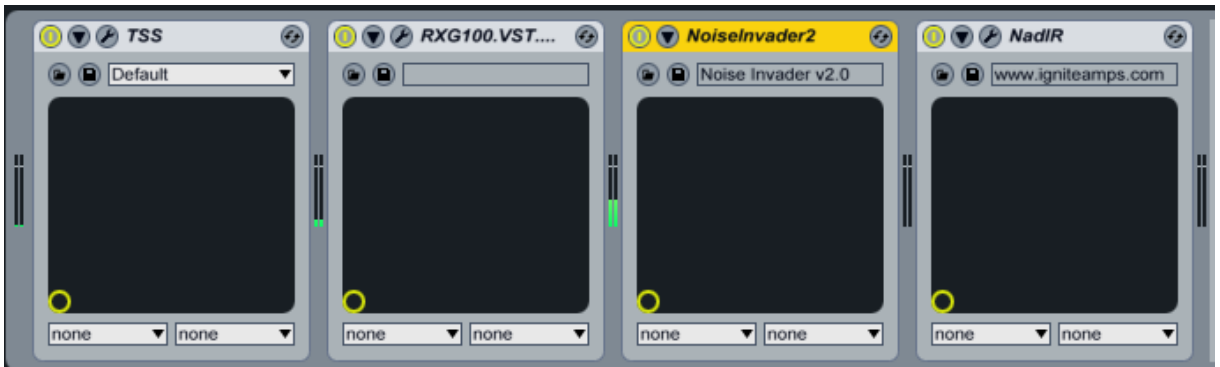 TSS
Default
none none
RXG100.VST....
none none
NoiseInvader2
Noise Invader v2.0
none none
NadIR
www.igniteamps.com
none none